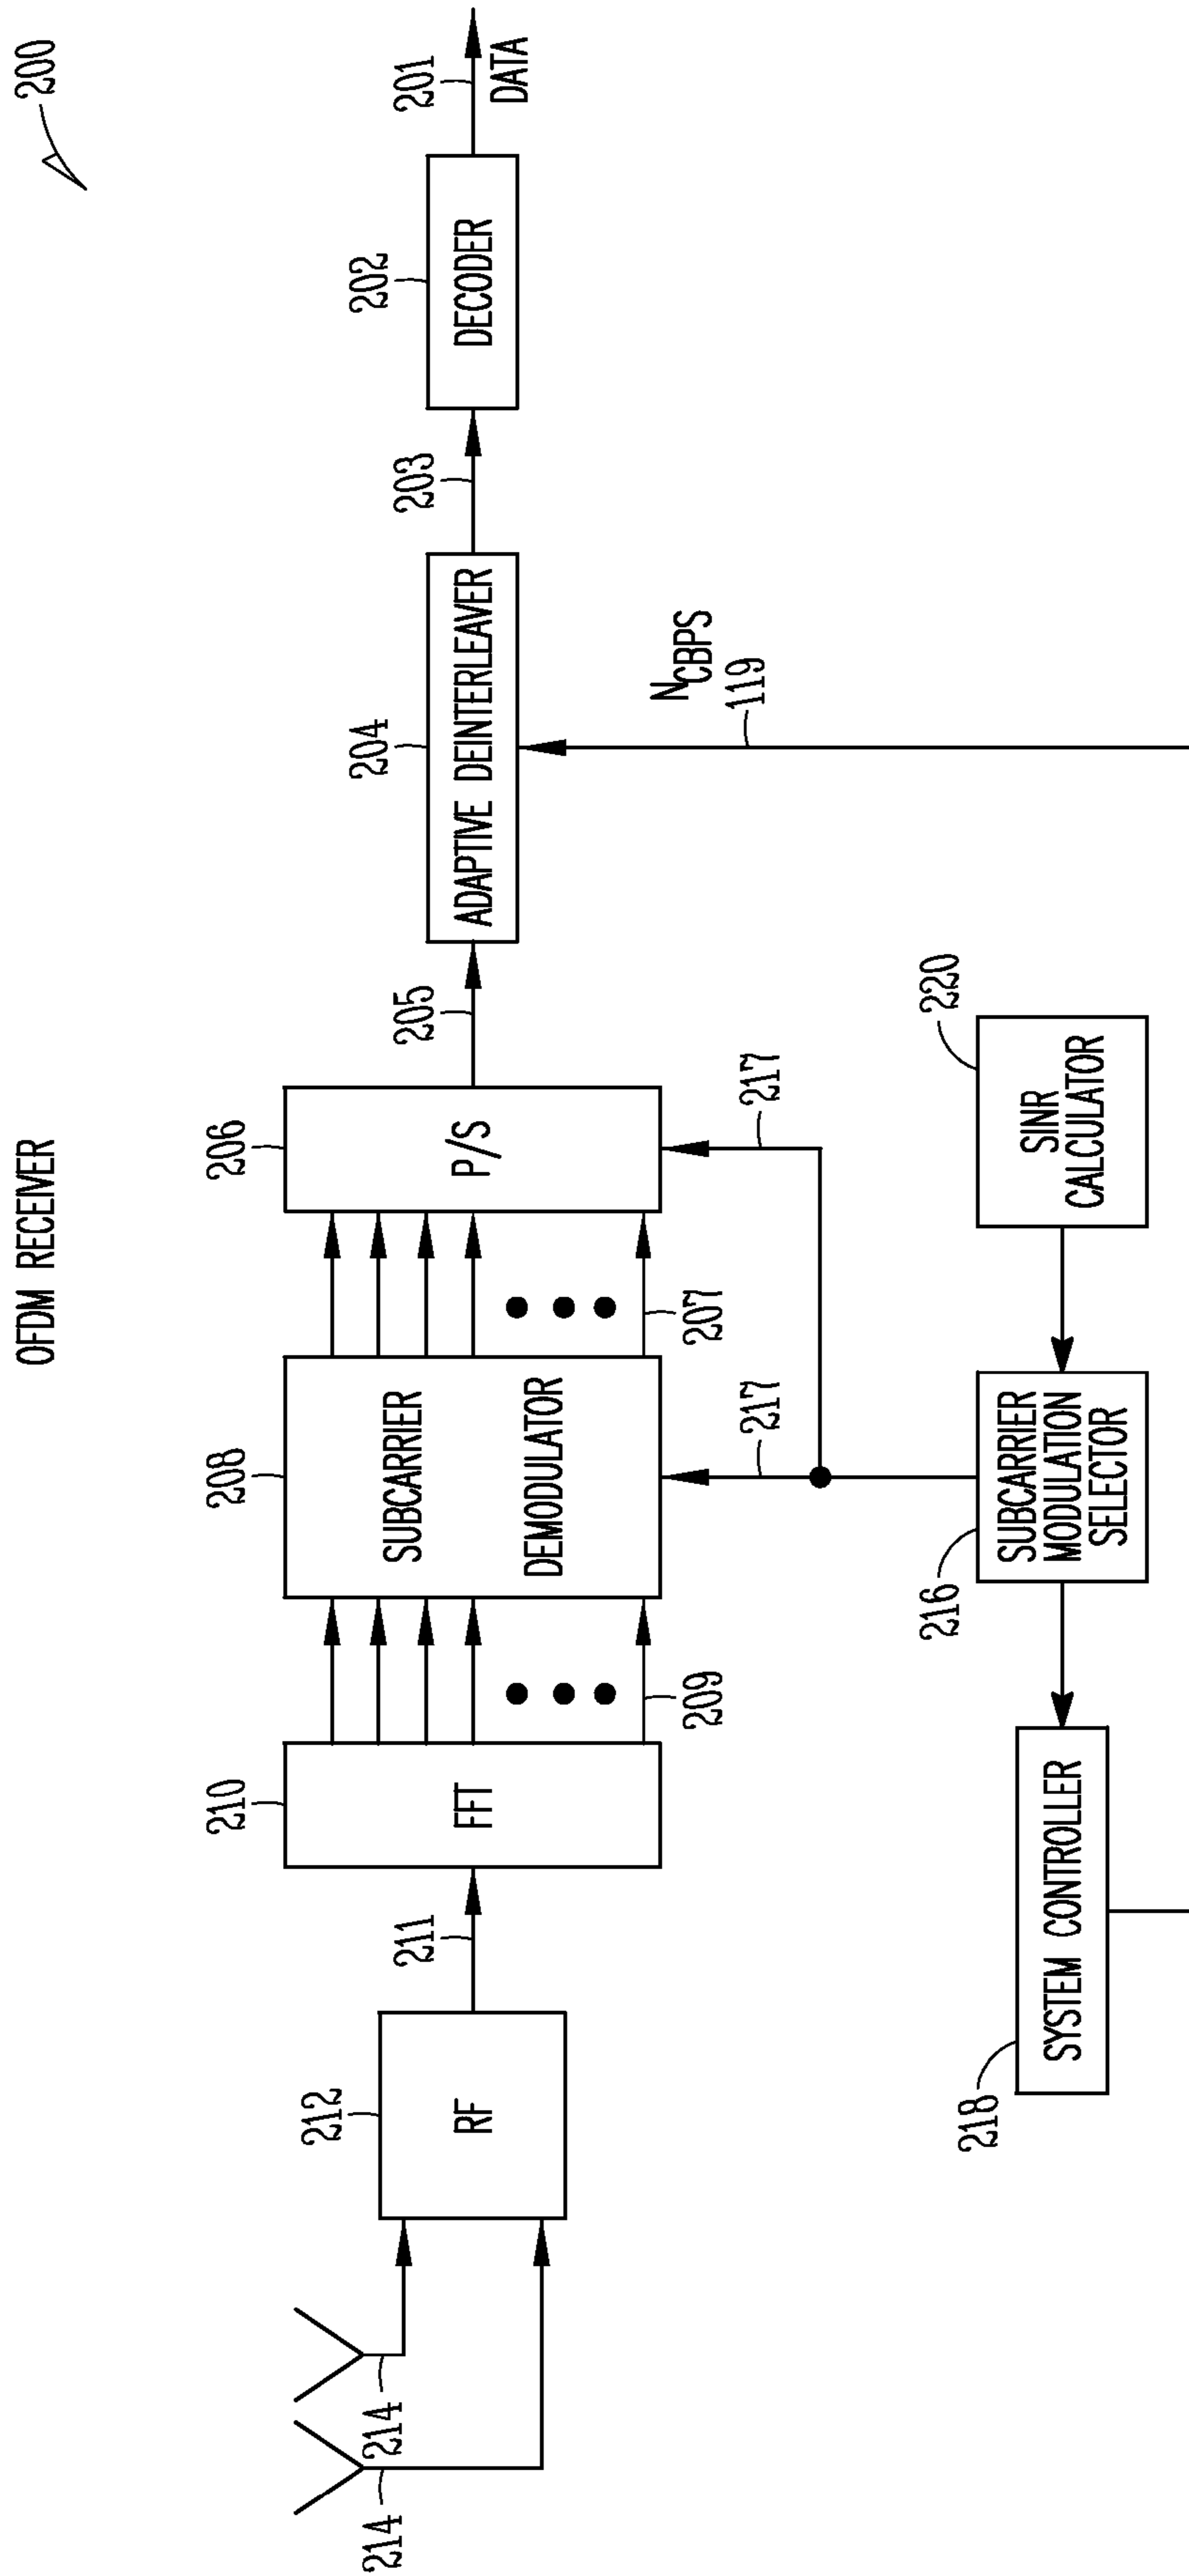 OFDM RECEIVER
200
214
214
212
RF
211
210
FFT
209
208
SUBCARRIER
DEMODULATOR
207
206
P/S
205
204
ADAPTIVE DEINTERLEAVER
203
202
DECODER
201
DATA
217
217
NCBPS
119
218
SYSTEM CONTROLLER
216
SUBCARRIER
MODULATION
SELECTOR
220
SINR
CALCULATOR